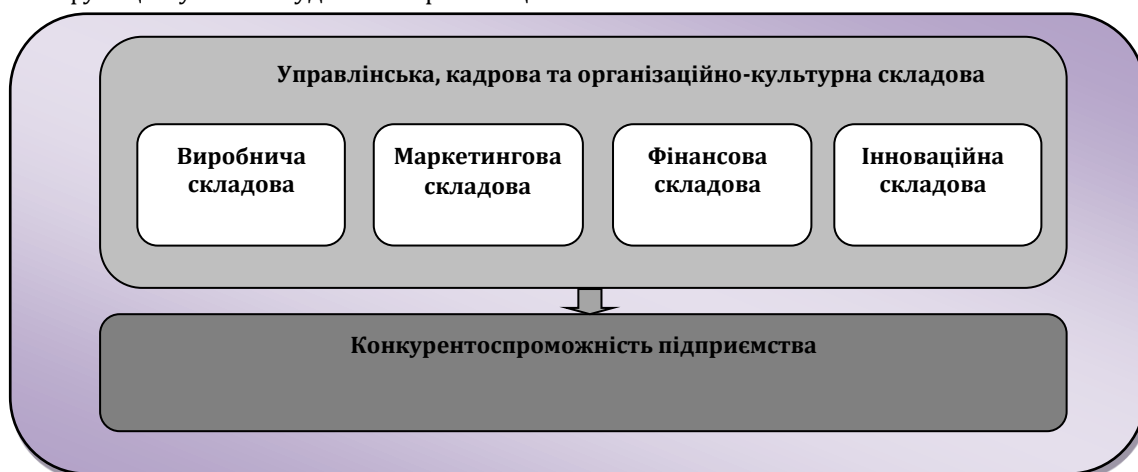 Управлінська, кадрова та організаційно-культурна складова
Виробнича
складова
Маркетингова
складова
Фінансова
складова
Інноваційна
складова
Конкурентоспроможність підприємства